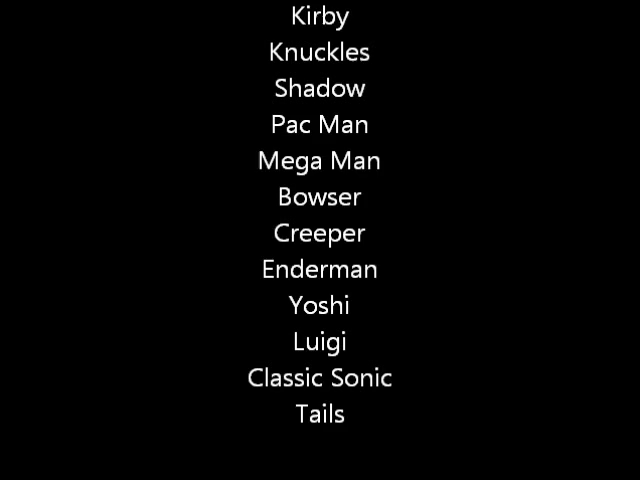 Kirby
Knuckles
Shadow
Pac Man
Mega Man
Bowser
Creeper
Enderman
Yoshi
Luigi
Classic Sonic
Tails